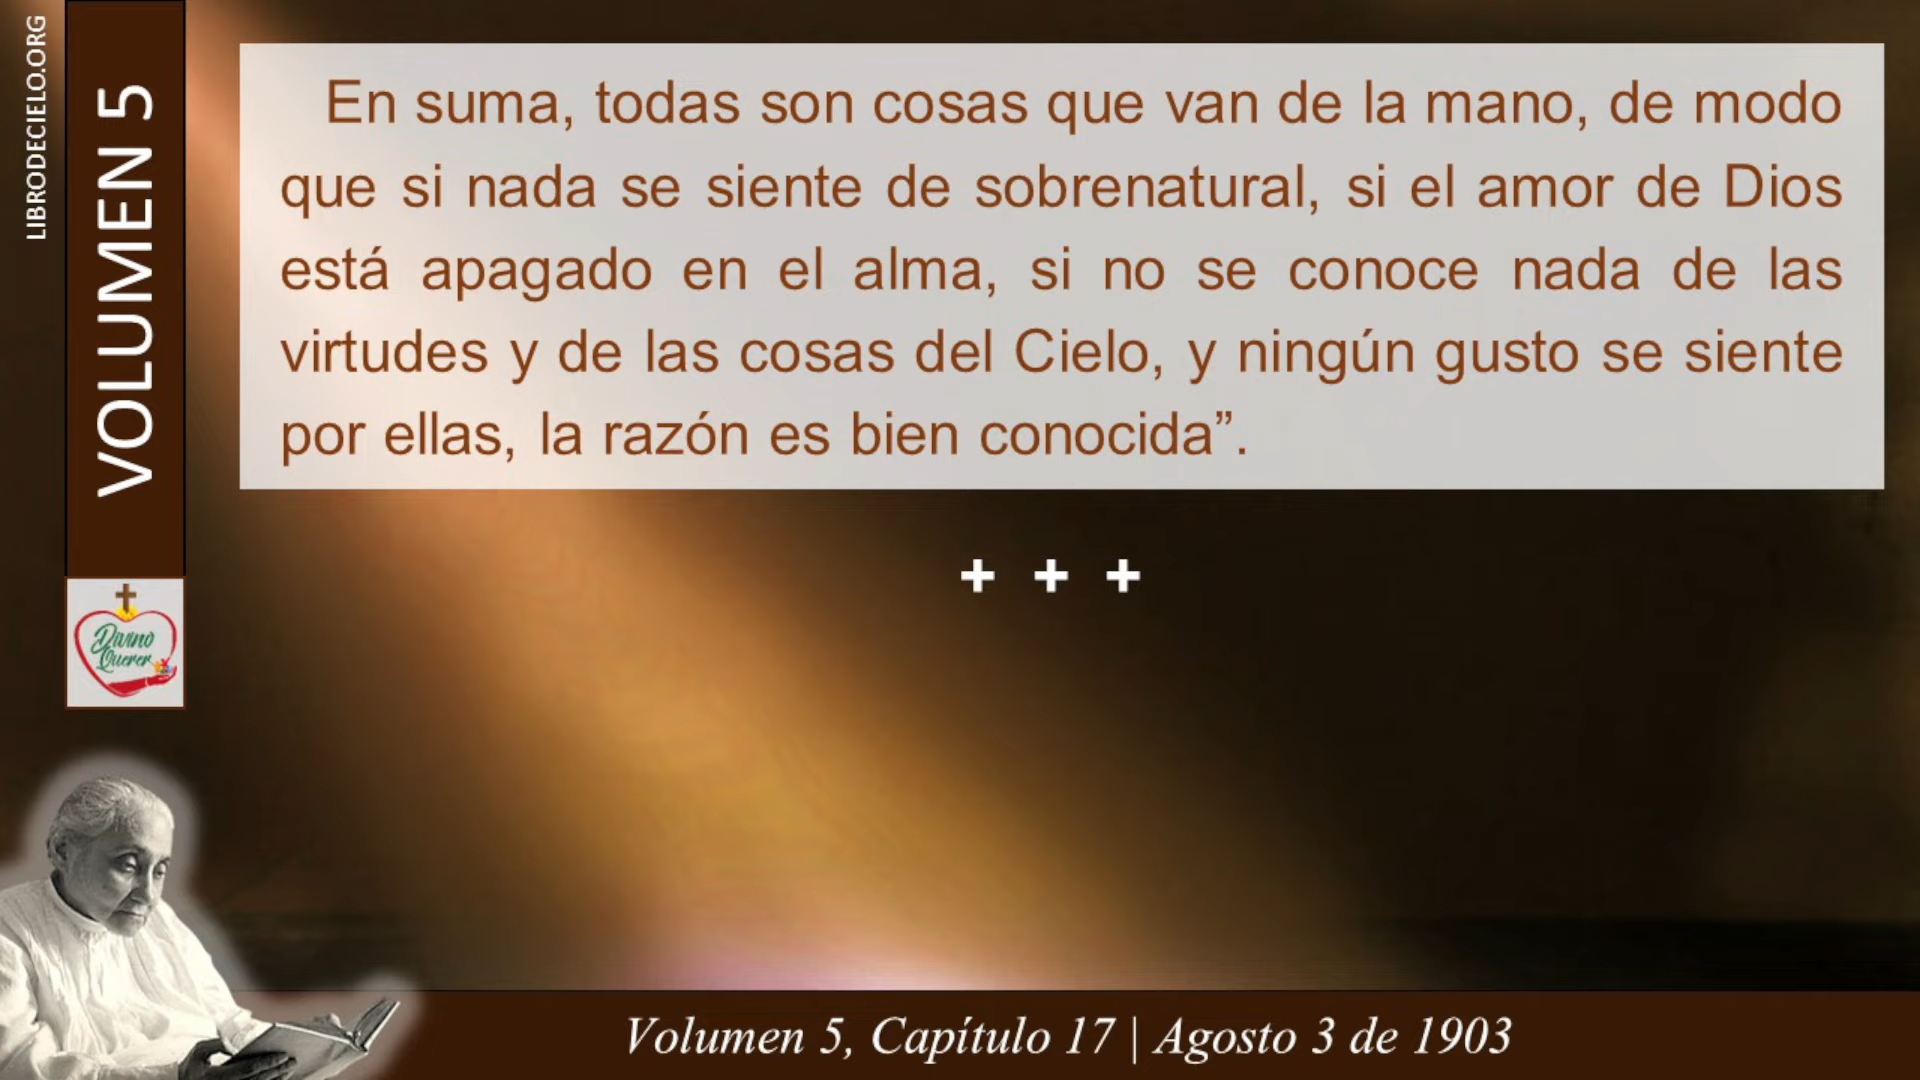 LIBRODECIELO.ORG
VOLUMEN 5
En suma, todas son cosas que van de la mano, de modo
que si nada se siente de sobrenatural, si el amor de Dios
está apagado en el alma, si no se conoce nada de las
virtudes y de las cosas del Cielo, y ningún gusto se siente
por ellas, la razón es bien conocida”.
+ + +
Divino
Querer
Volumen 5, Capítulo 17 | Agosto 3 de 1903